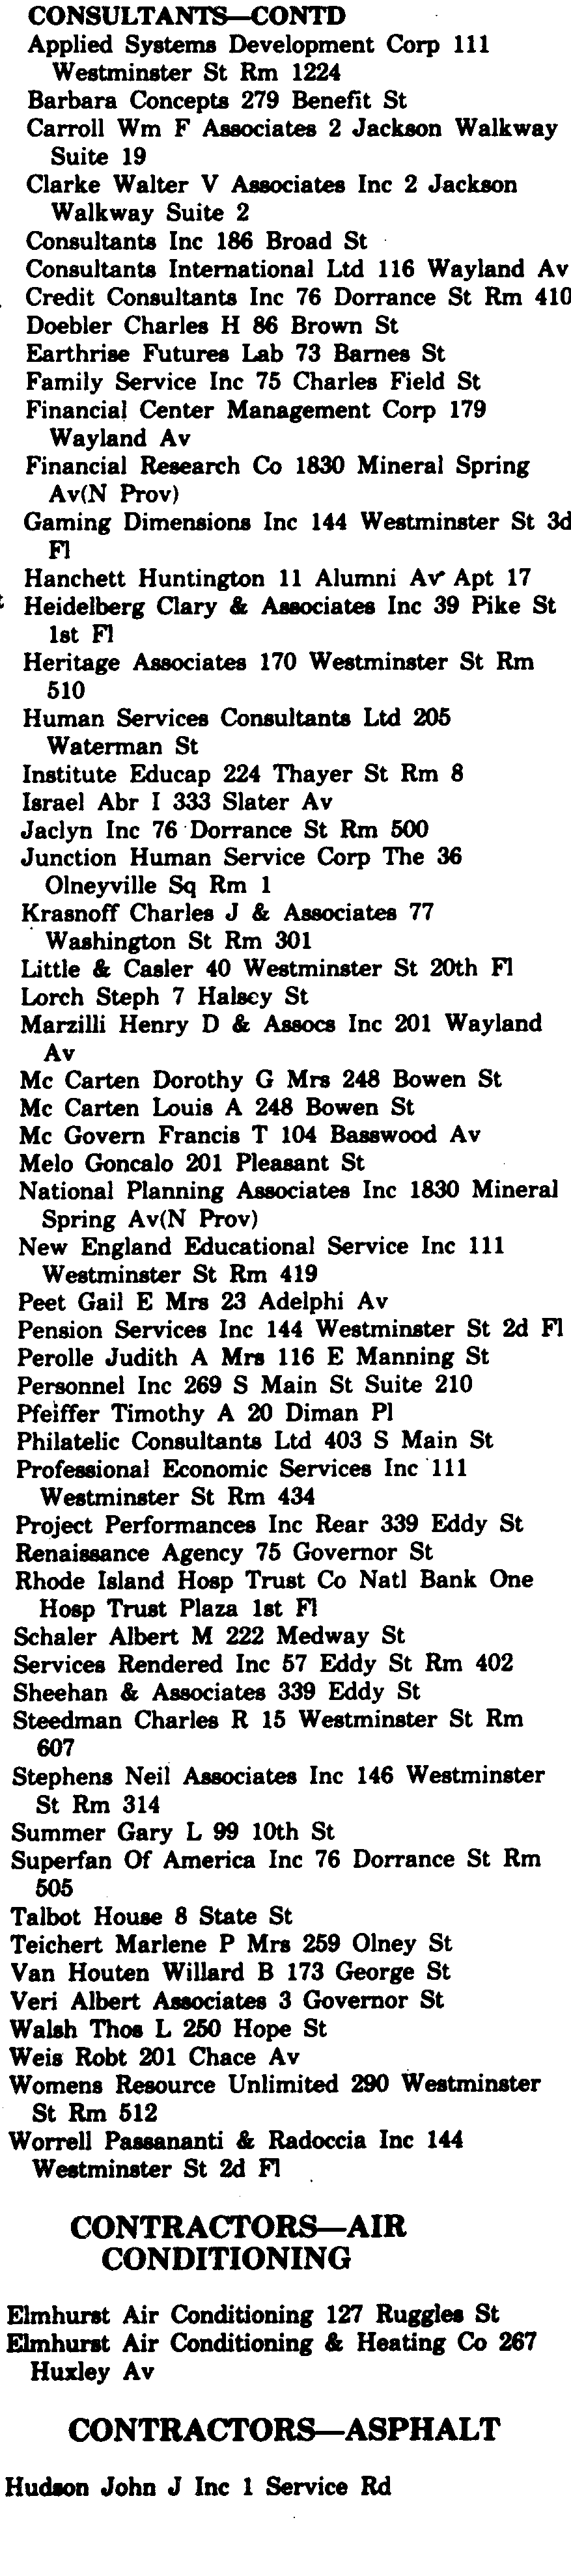 CONSULTANTS—CONTD
Applied Systems Development Corp 111
Westminster St Rm 1224
Barbara Concepts 279 Benefit St
Carroll Wm F Associates 2 Jackson Walkway
Suite 19
Clarke Walter V Associates Inc 2 Jackson
Walkway Suite 2
Consultants Inc 186 Broad St
Consultants International Ltd 116 Wayland Av
Credit Consultants Inc 76 Dorrance St Rm 410
Doebler Charles H 86 Brown St
Earthrise Futures Lab 73 Barnes St
Family Service Inc 75 Charles Field St
Financial Center Management Corp 179
Wayland Av
Financial Research Co 1830 Mineral Spring
Av(N Prov)
Gaming Dimensions Inc 144 Westminster St 3d
Fl
Hanchett Huntington 11 Alumni Av Apt 17
Heidelberg Clary & Associates Inc 39 Pike St
1st Fl
Heritage Associates 170 Westminster St Rm
510
Human Services Consultants Ltd 205
Waterman St
Institute Educap 224 Thayer St Rm 8
Israel Abr I 333 Slater Av
Jaclyn Inc 76 Dorrance St Rm 500
Junction Human Service Corp The 36
Olneyville Sq Rm 1
Krasnoff Charles J & Associates 77
Washington St Rm 301
Little & Casler 40 Westminster St 20th Fl
Lorch Steph 7 Halsey St
Marzilli Henry D & Assocs Inc 201 Wayland
Av
Mc Carten Dorothy G Mrs 248 Bowen St
Mc Carten Louis A 248 Bowen St
Mc Govern Francis T 104 Basswood Av
Melo Goncalo 201 Pleasant St
National Planning Associates Inc 1830 Mineral
Spring Av(N Prov)
New England Educational Service Inc 111
Westminster St Rm 419
Peet Gail E Mrs 23 Adelphi Av
Pension Services Inc 144 Westminster St 2d Fl
Perolle Judith A Mrs 116 E Manning St
Personnel Inc 269 S Main St Suite 210
Pfeiffer Timothy A 20 Diman Pl
Philatelic Consultants Ltd 403 S Main St
Professional Economic Services Inc 111
Westminster St Rm 434
Project Performances Inc Rear 339 Eddy St
Renaissance Agency 75 Governor St
Rhode Island Hosp Trust Co Natl Bank One
Hosp Trust Plaza 1st Fl
Schaler Albert M 222 Medway St
Services Rendered Inc 57 Eddy St Rm 402
Sheehan & Associates 339 Eddy St
Steedman Charles R 15 Westminster St Rm
607
Stephens Neil Associates Inc 146 Westminster
St Rm 314
Summer Gary L 99 10th St
Superfan Of America Inc 76 Dorrance St Rm
505
Talbot House 8 State St
Teichert Marlene P Mrs 259 Olney St
Van Houten Willard B 173 George St
Veri Albert Associates 3 Governor St
Walsh Thos L 250 Hope St
Weis Robt 201 Chace Av
Womens Resource Unlimited 290 Westminster
St Rm 512
Worrell Passananti & Radoccia Inc 144
Westminster St 2d Fl
CONTRACTORS—AIR
CONDITIONING
Elmhurst Air Conditioning 127 Ruggles St
Elmhurst Air Conditioning & Heating Co 267
Huxley Av
CONTRACTORS—ASPHALT
Hudson John J Inc 1 Service Rd